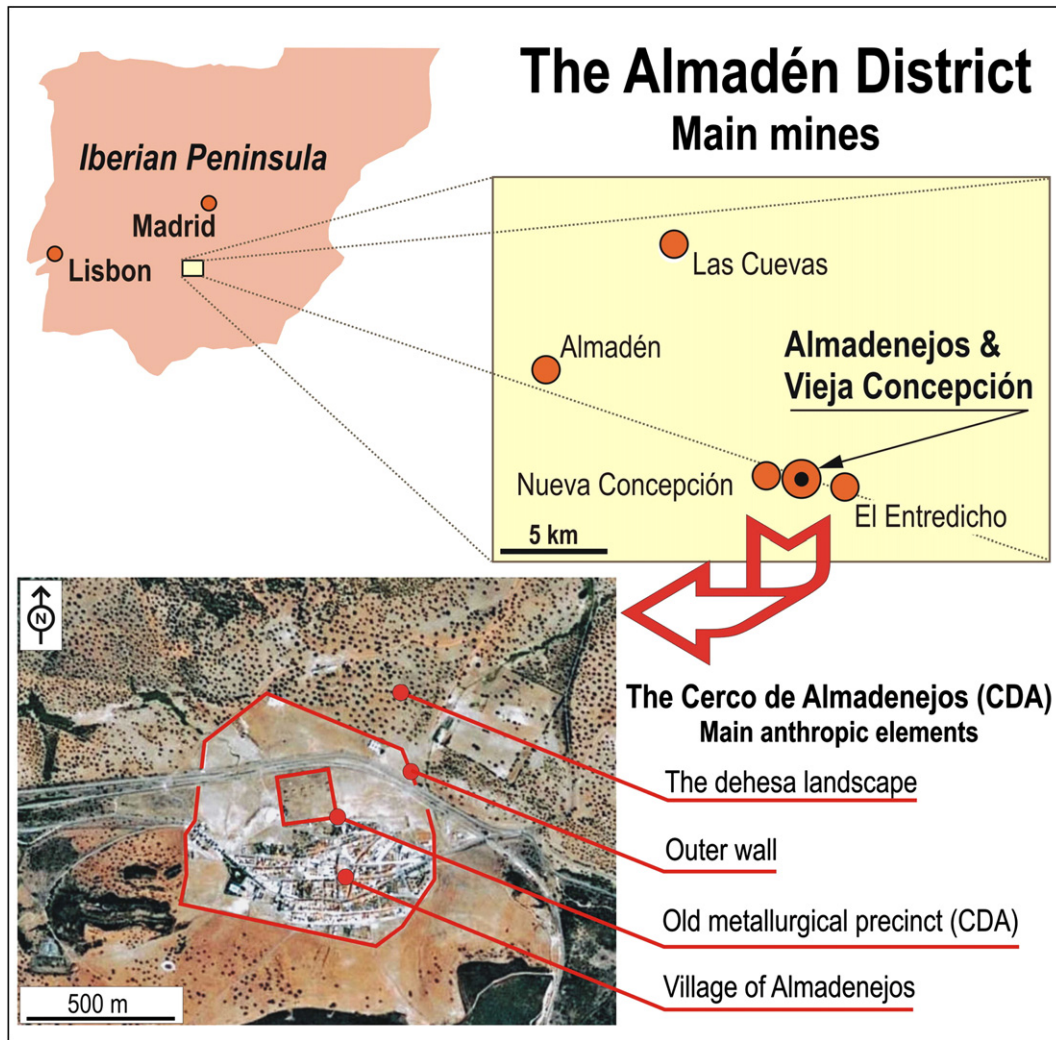 The Almadén District
Main mines
Iberian Peninsula
Madrid
Lisbon
Las Cuevas
Almadén
Almadenejos &
Vieja Concepción
Nueva Concepción
El Entredicho
5 km
N
The Cerco de Almadenejos (CDA)
Main anthropic elements
The dehesa landscape
Outer wall
Old metallurgical precinct (CDA)
Village of Almadenejos
500 m